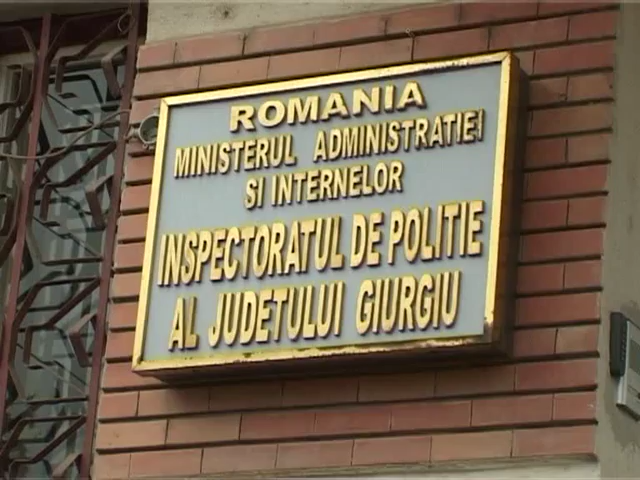 ROMANIA
MINISTERUL ADMINISTRATIEI
SI INTERNELOR
INSPECTORATUL DE POLITIE
AL JUDETULUI GIURGIU